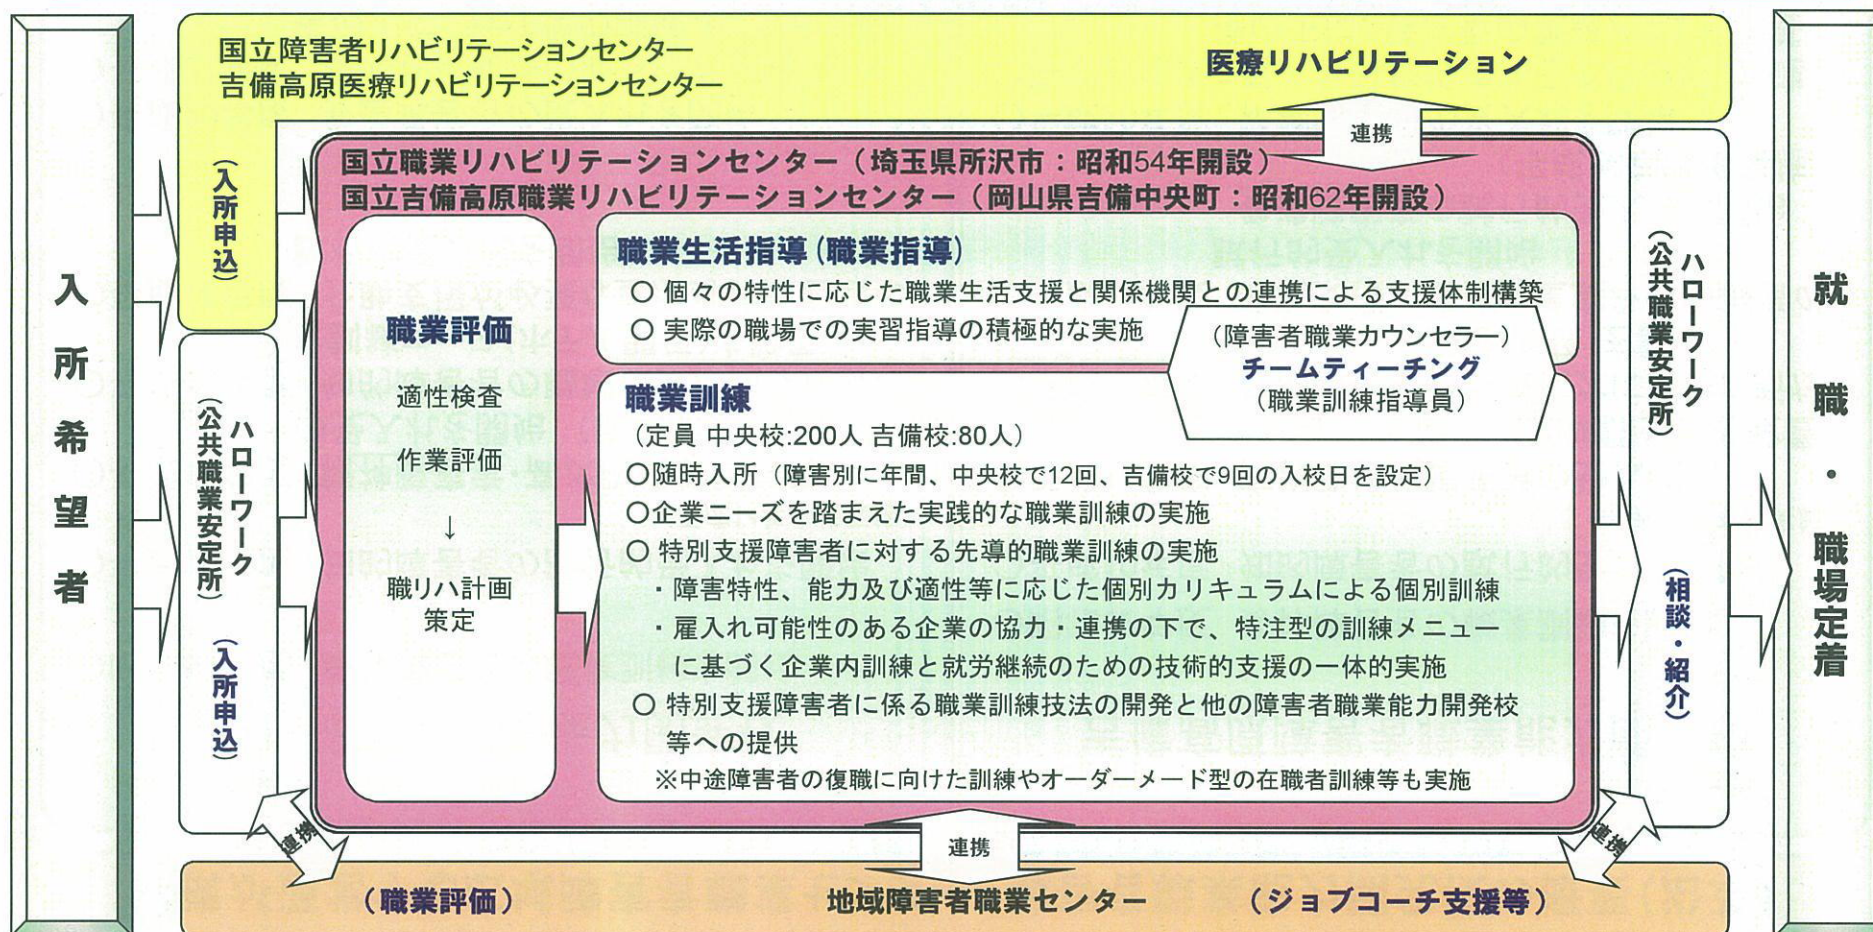 入所希望者
国立障害者リハビリテーションセンター
吉備高原医療リハビリテーションセンター
医療リハビリテーション
連携
(入所申込)
ハローワーク
(公共職業安定所)
(入所申込)
国立職業リハビリテーションセンター(埼玉県所沢市:昭和54年開設)
国立吉備高原職業リハビリテーションセンター(岡山県吉備中央町:昭和62年開設)
職業評価
適性検査
作業評価
↓
職リハ計画
策定
職業生活指導(職業指導)
○ 個々の特性に応じた職業生活支援と関係機関との連携による支援体制構築
○ 実際の職場での実習指導の積極的な実施
(障害者職業カウンセラー)
チームティーチング
(職業訓練指導員)
職業訓練
(定員 中央校:200人 吉備校:80人)
○随時入所(障害別に年間、中央校で12回、吉備校で9回の入校日を設定)
○企業ニーズを踏まえた実践的な職業訓練の実施
○ 特別支援障害者に対する先導的職業訓練の実施
・障害特性、能力及び適性等に応じた個別カリキュラムによる個別訓練
・雇入れ可能性のある企業の協力・連携の下で、特注型の訓練メニュー
に基づく企業内訓練と就労継続のための技術的支援の一体的実施
○ 特別支援障害者に係る職業訓練技法の開発と他の障害者職業能力開発校
等への提供
※中途障害者の復職に向けた訓練やオーダーメード型の在職者訓練等も実施
ハローワーク
(公共職業安定所)
(相談・紹介)
就職・職場定着
連携
連携
連携
(職業評価)
地域障害者職業センター
(ジョブコーチ支援等)